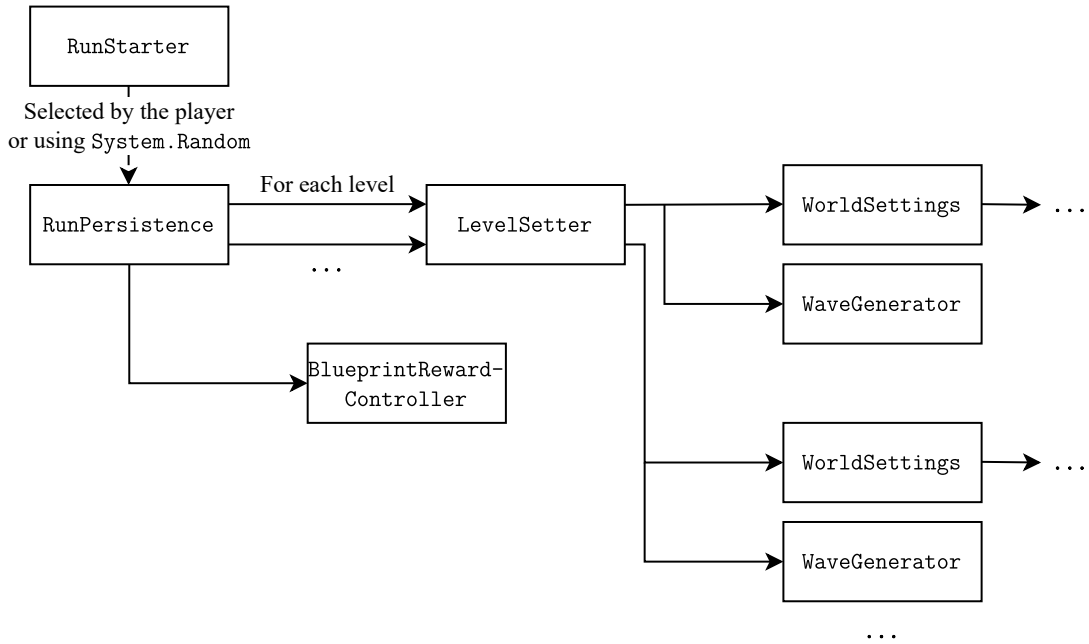 RunStarter
Selected by the player
or using System.Random
RunPersistence
For each level
...
LevelSetter
WorldSettings
...
WaveGenerator
BlueprintReward-
Controller
WorldSettings
...
WaveGenerator
...